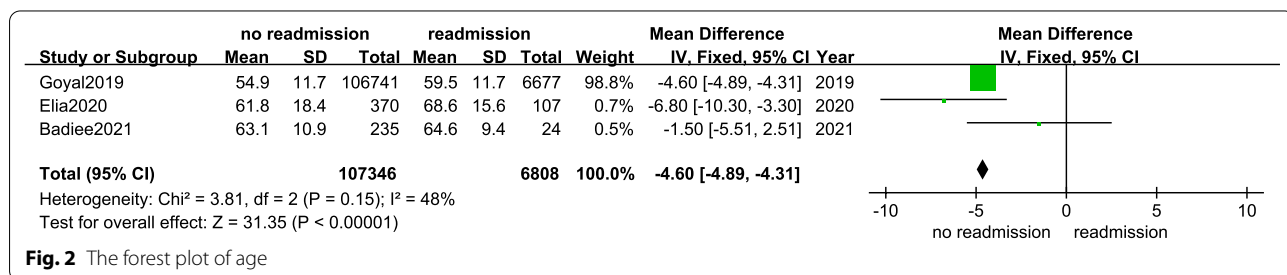 no readmission readmission Mean Difference Mean Difference
Study or Subgroup Mean SD Total Mean SD Total Weight IV, Fixed, 95% CI Year IV, Fixed, 95% CI
Goyal2019 54.9 11.7 106741 59.5 11.7 6677 98.8% -4.60 [-4.89, -4.31] 2019
Elia2020 61.8 18.4 370 68.6 15.6 107 0.7% -6.80 [-10.30, -3.30] 2020
Badiee2021 63.1 10.9 235 64.6 9.4 24 0.5% -1.50 [-5.51, 2.51] 2021
Total (95% CI) 107346 6808 100.0% -4.60 [-4.89, -4.31]
Heterogeneity: Chi² = 3.81, df = 2 (P = 0.15); I² = 48%
Test for overall effect: Z = 31.35 (P < 0.00001)
-10 -5 0 5 10
no readmission readmission
Fig. 2 The forest plot of age